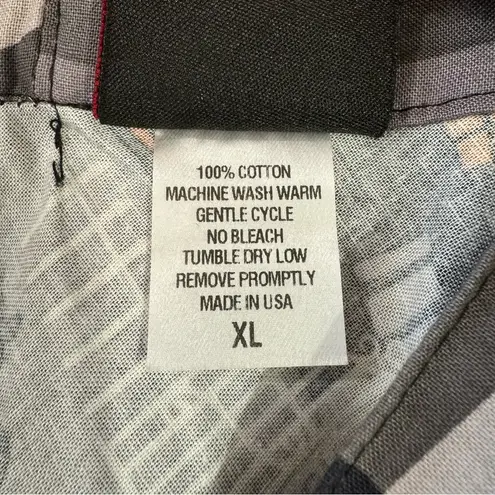 100% COTTON
MACHINE WASH WARM
GENTLE CYCLE
NO BLEACH
TUMBLE DRY LOW
REMOVE PROMPTLY
MADE IN USA
XL